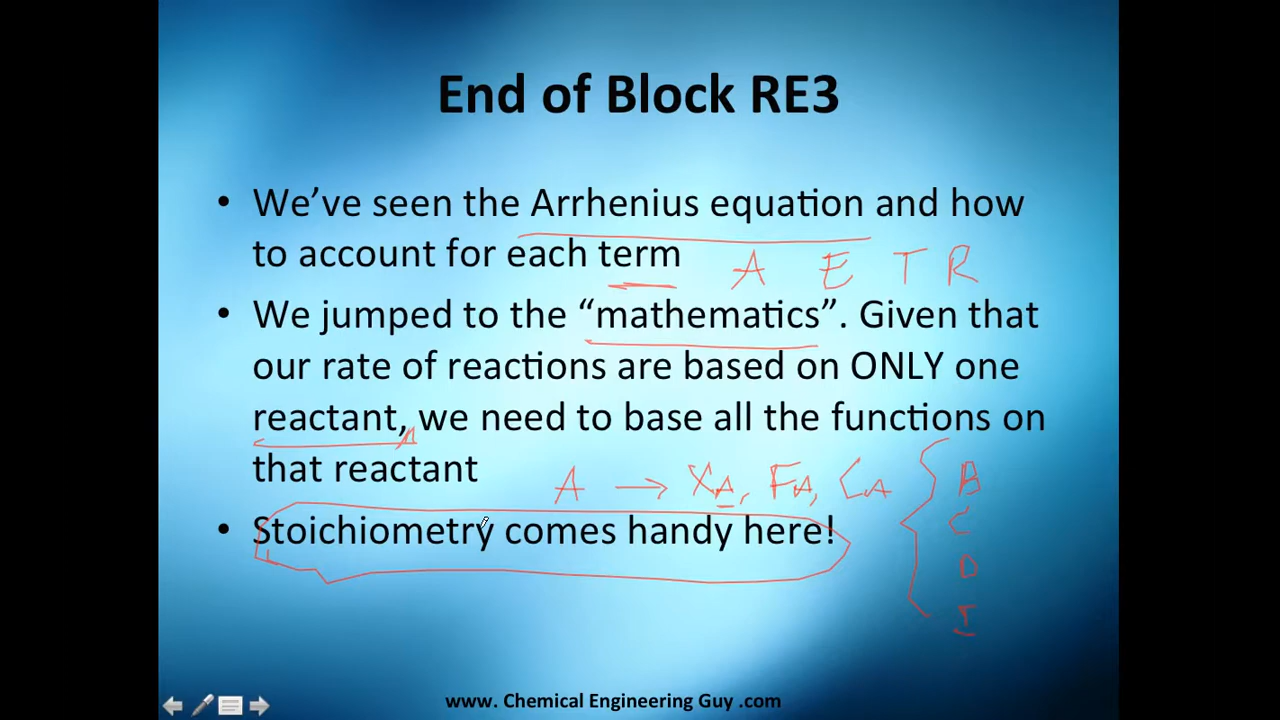 End of Block RE3
• We’ve seen the Arrhenius equation and how
to account for each term A E T R
• We jumped to the “mathematics”. Given that
our rate of reactions are based on ONLY one
reactant, we need to base all the functions on
that reactant A → XA, FA, CA { B
• Stoichiometry comes handy here! C
D
I
www. Chemical Engineering Guy .com